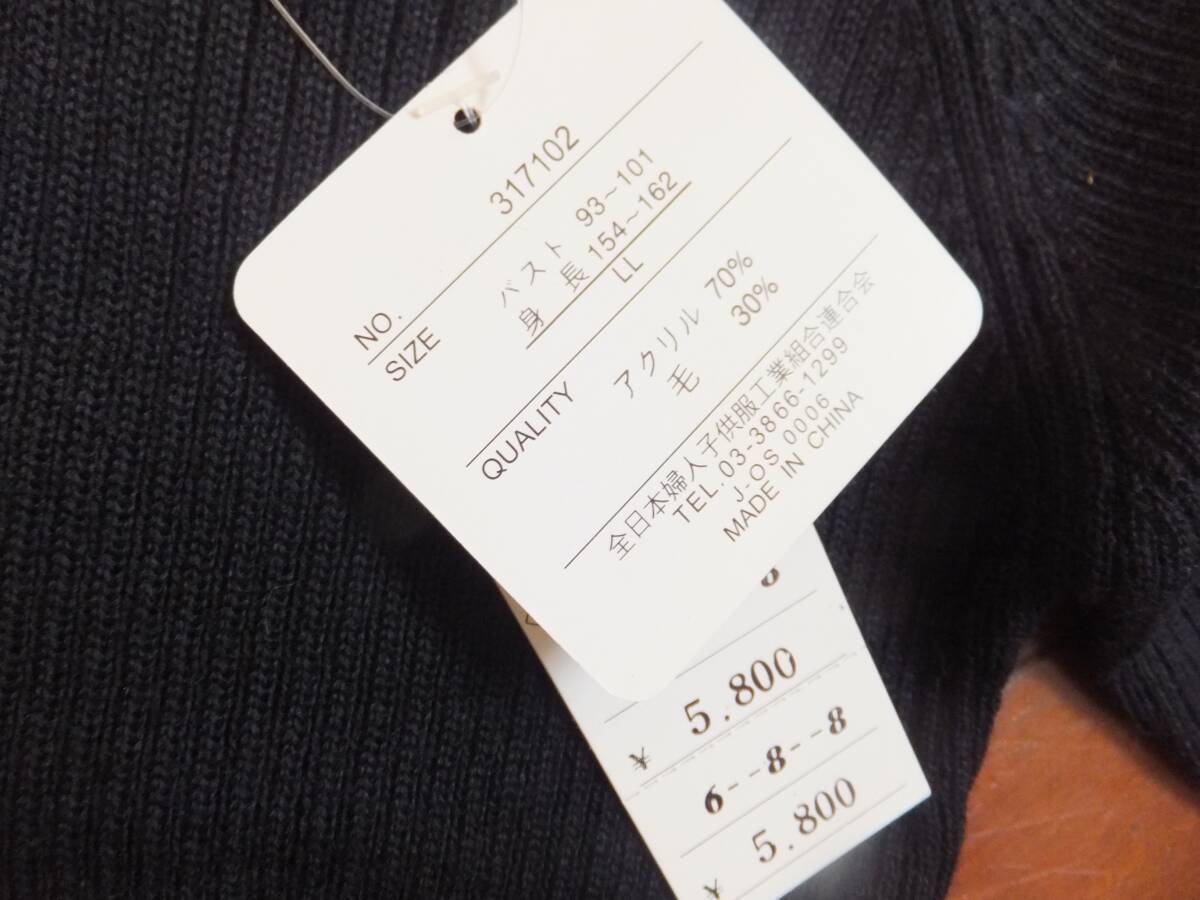 NO. 317102
SIZE バスト 93~101
身長 154~162
LL
QUALITY アクリル 70%
毛 30%
全日本婦人子供服工業組合連合会
TEL.03-3866-1299
J-OS 0006
MADE IN CHINA
¥ 5.800
6--8--8
¥ 5.800